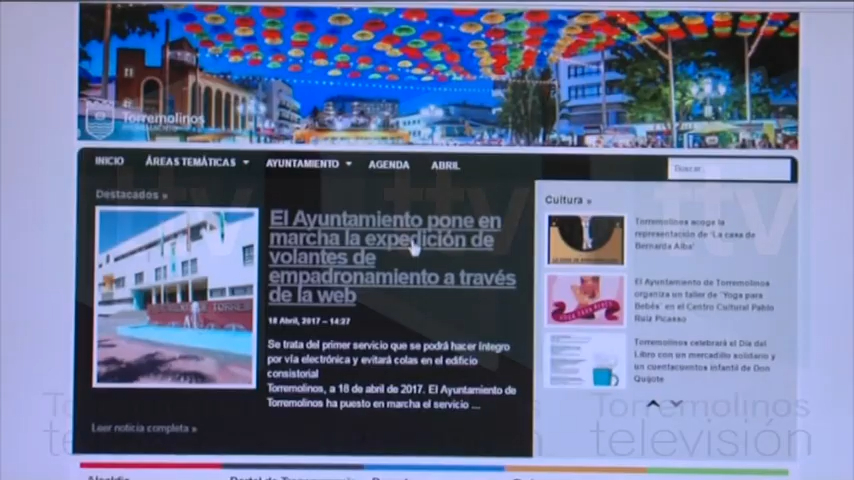 Torremolinos
INICIO
ÁREAS TEMÁTICAS
AYUNTAMIENTO
AGENDA
ABRIL
Buscar...
Destacados »
El Ayuntamiento pone en
marcha la expedición de
volantes de
empadronamiento a través
de la web
18 Abril, 2017 – 14:27
Se trata del primer servicio que se podrá hacer íntegro
por vía electrónica y evitará colas en el edificio
consistorial
Torremolinos, a 18 de abril de 2017. El Ayuntamiento de
Torremolinos ha puesto en marcha el servicio ...
Leer noticia completa »
Cultura »
Torremolinos acoge la
representación de 'La casa de
Bernarda Alba'
El Ayuntamiento de Torremolinos
organiza un taller de "Yoga para
Bebés" en el Centro Cultural Pablo
Ruiz Picasso
Torremolinos celebrará el Día del
Libro con un mercadillo solidario y
un cuentacuentos infantil de Don
Quijote
ttv
ttv
Torremolinos
televisión